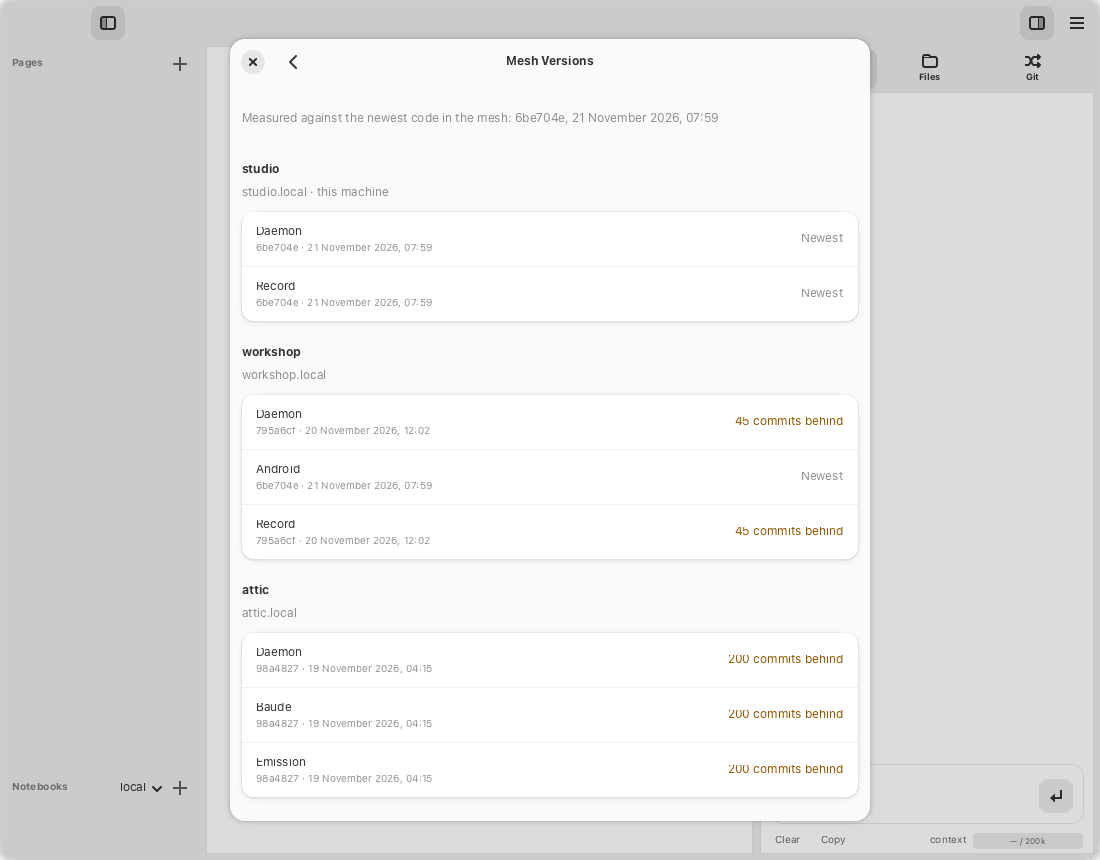 Mesh Versions
Pages
Files
Git
Measured against the newest code in the mesh: 6be704e, 21 November 2026, 07:59
studio
studio.local · this machine
Daemon
6be704e · 21 November 2026, 07:59
Newest
Record
6be704e · 21 November 2026, 07:59
Newest
workshop
workshop.local
Daemon
795a6cf · 20 November 2026, 12:02
45 commits behind
Android
6be704e · 21 November 2026, 07:59
Newest
Record
795a6cf · 20 November 2026, 12:02
45 commits behind
attic
attic.local
Daemon
98a4827 · 19 November 2026, 04:15
200 commits behind
Baude
98a4827 · 19 November 2026, 04:15
200 commits behind
Emission
98a4827 · 19 November 2026, 04:15
200 commits behind
Notebooks
local
Clear
Copy
context
— / 200k